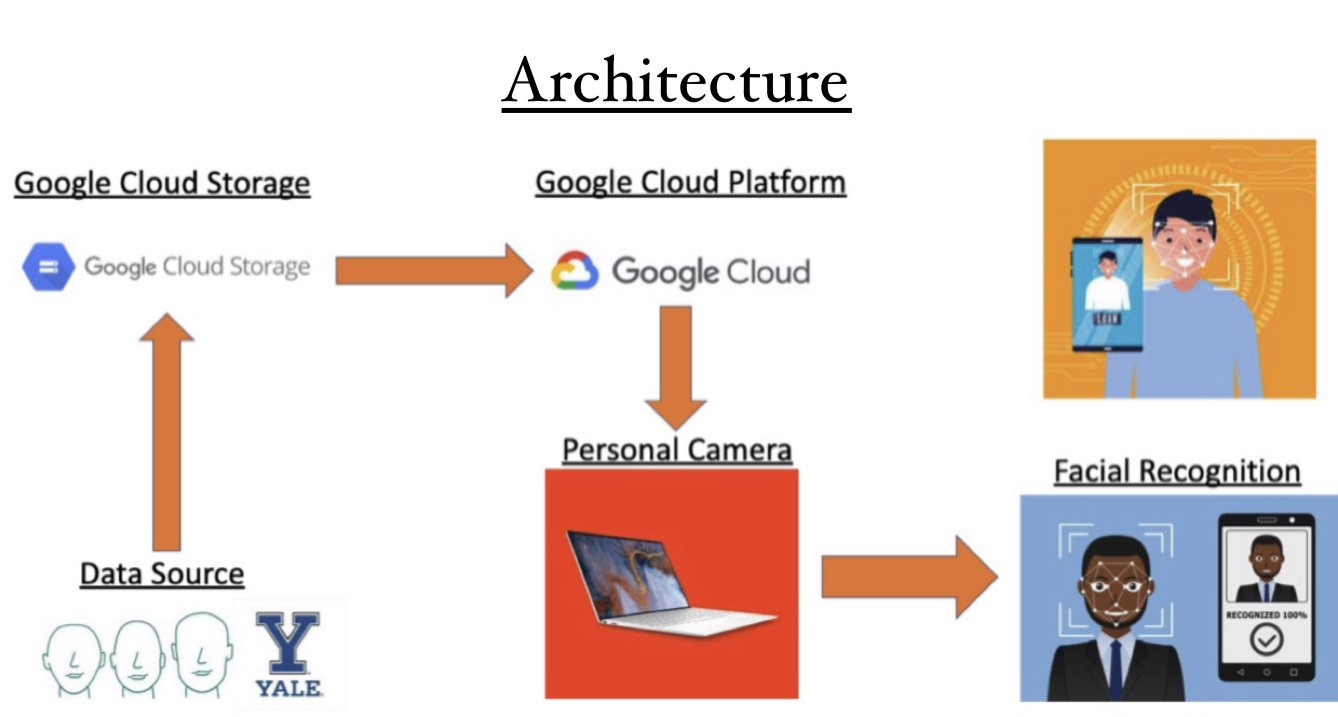 Architecture
Google Cloud Storage
Google Cloud Platform
Google Cloud Storage
Google Cloud
SCAN
Personal Camera
Facial Recognition
Data Source
RECOGNIZED 100%
Y
YALE